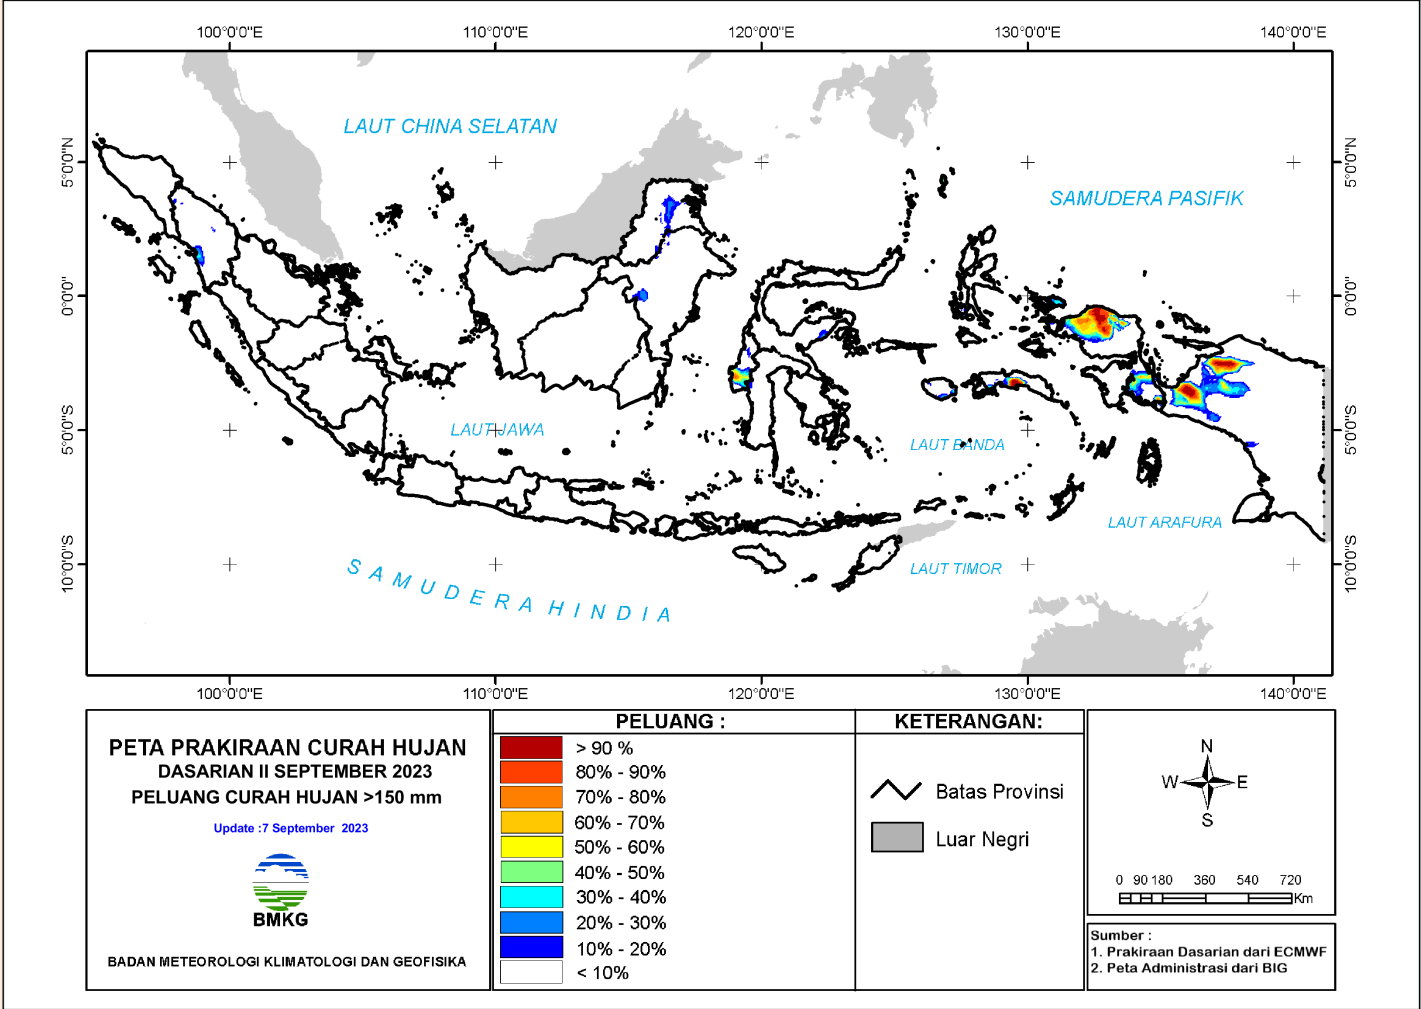 100°0'0"E 110°0'0"E 120°0'0"E 130°0'0"E 140°0'0"E
LAUT CHINA SELATAN
5°0'0"N 5°0'0"N
SAMUDERA PASIFIK
0°0'0" 0°0'0"
LAUT JAWA
LAUT BANDA
5°0'0"S 5°0'0"S
LAUT ARAFURA
LAUT TIMOR
10°0'0"S 10°0'0"S
SAMUDERA HINDIA
100°0'0"E 110°0'0"E 120°0'0"E 130°0'0"E 140°0'0"E
PETA PRAKIRAAN CURAH HUJAN
DASARIAN II SEPTEMBER 2023
PELUANG CURAH HUJAN >150 mm
Update :7 September 2023
BMKG
BADAN METEOROLOGI KLIMATOLOGI DAN GEOFISIKA
PELUANG :
> 90 %
80% - 90%
70% - 80%
60% - 70%
50% - 60%
40% - 50%
30% - 40%
20% - 30%
10% - 20%
< 10%
KETERANGAN:
Batas Provinsi
Luar Negri
N
W E
S
0 90 180 360 540 720
Km
Sumber :
1. Prakiraan Dasarian dari ECMWF
2. Peta Administrasi dari BIG